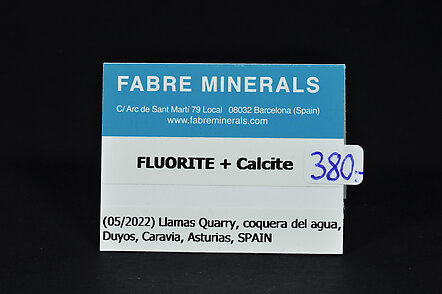 FABRE MINERALS
C/ Arc de Sant Martí 79 Local 08032 Barcelona (Spain)
www.fabreminerals.com
FLUORITE + Calcite
380.-
(05/2022) Llamas Quarry, coquera del agua,
Duyos, Caravia, Asturias, SPAIN